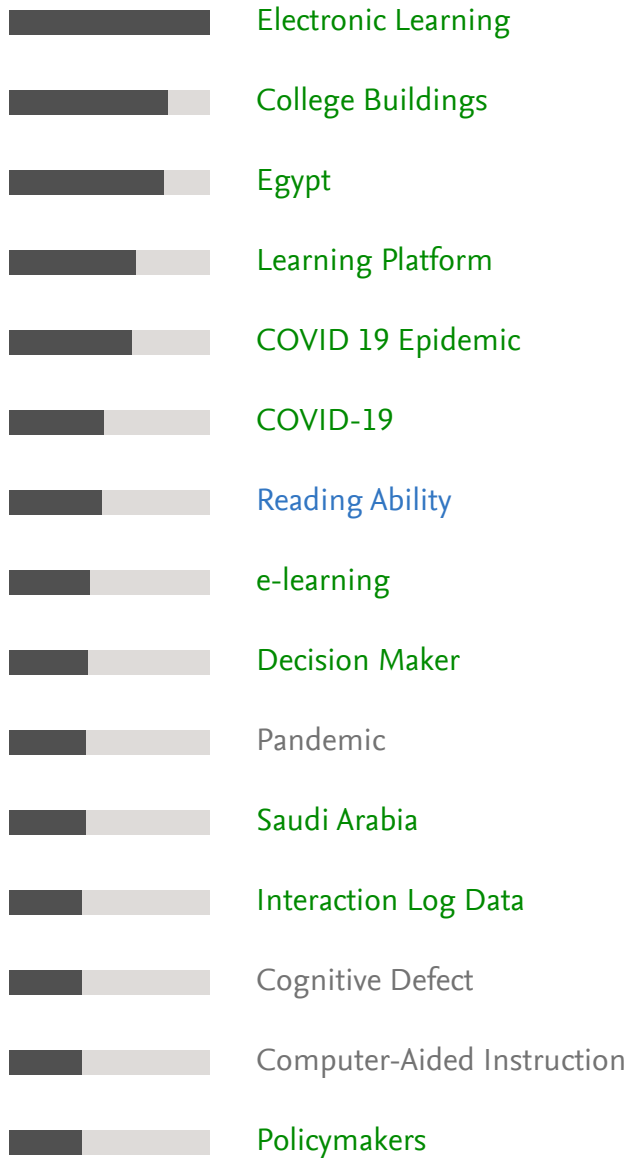 Electronic Learning
College Buildings
Egypt
Learning Platform
COVID 19 Epidemic
COVID-19
Reading Ability
e-learning
Decision Maker
Pandemic
Saudi Arabia
Interaction Log Data
Cognitive Defect
Computer-Aided Instruction
Policymakers